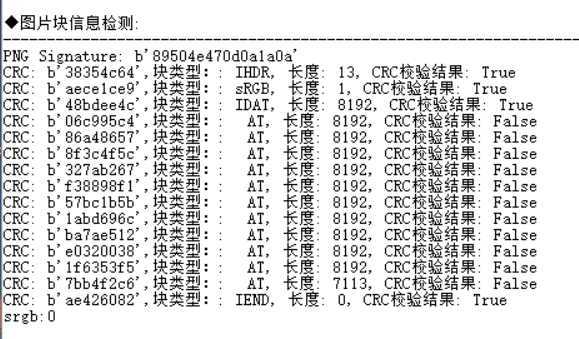 ◆图片块信息检测:
PNG Signature: b'89504e470d0a1a0a'
CRC: b'38354c64',块类型：: IHDR, 长度: 13, CRC校验结果: True
CRC: b'aece1ce9',块类型：: sRGB, 长度: 1, CRC校验结果: True
CRC: b'48bdee4c',块类型：: IDAT, 长度: 8192, CRC校验结果: True
CRC: b'06c995c4',块类型：:   AT, 长度: 8192, CRC校验结果: False
CRC: b'86a48657',块类型：:   AT, 长度: 8192, CRC校验结果: False
CRC: b'8f3c4f5c',块类型：:   AT, 长度: 8192, CRC校验结果: False
CRC: b'327ab267',块类型：:   AT, 长度: 8192, CRC校验结果: False
CRC: b'f38898f1',块类型：:   AT, 长度: 8192, CRC校验结果: False
CRC: b'57bc1b5b',块类型：:   AT, 长度: 8192, CRC校验结果: False
CRC: b'1abd696c',块类型：:   AT, 长度: 8192, CRC校验结果: False
CRC: b'ba7ae512',块类型：:   AT, 长度: 8192, CRC校验结果: False
CRC: b'e0320038',块类型：:   AT, 长度: 8192, CRC校验结果: False
CRC: b'1f6353f5',块类型：:   AT, 长度: 8192, CRC校验结果: False
CRC: b'7bb4f2c6',块类型：:   AT, 长度: 7113, CRC校验结果: False
CRC: b'ae426082',块类型：: IEND, 长度: 0, CRC校验结果: True
srgb:0